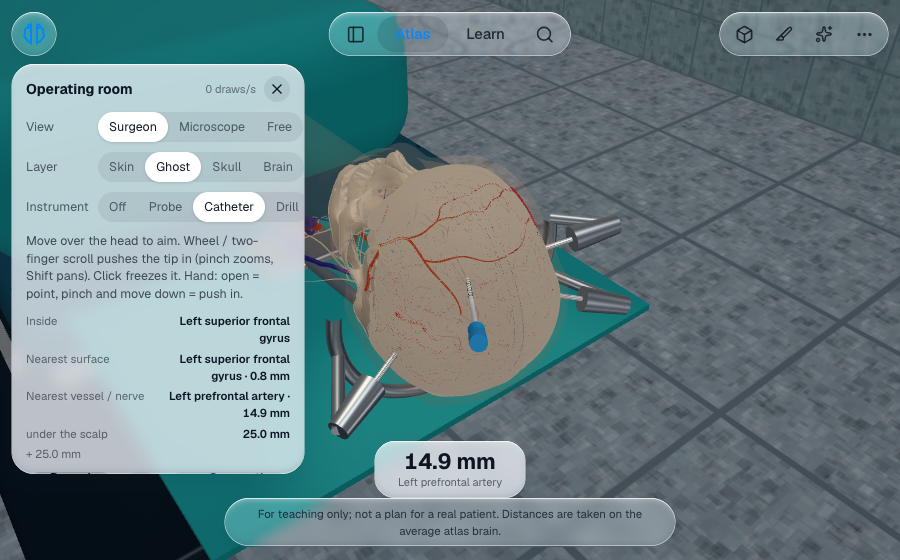 Atlas Learn
Operating room 0 draws/s
View Surgeon Microscope Free
Layer Skin Ghost Skull Brain
Instrument Off Probe Catheter Drill
Move over the head to aim. Wheel / two-
finger scroll pushes the tip in (pinch zooms,
Shift pans). Click freezes it. Hand: open =
point, pinch and move down = push in.
Inside Left superior frontal
gyrus
Nearest surface Left superior frontal
gyrus · 0.8 mm
Nearest vessel / nerve Left prefrontal artery ·
14.9 mm
under the scalp 25.0 mm
+ 25.0 mm
14.9 mm
Left prefrontal artery
For teaching only; not a plan for a real patient. Distances are taken on the
average atlas brain.